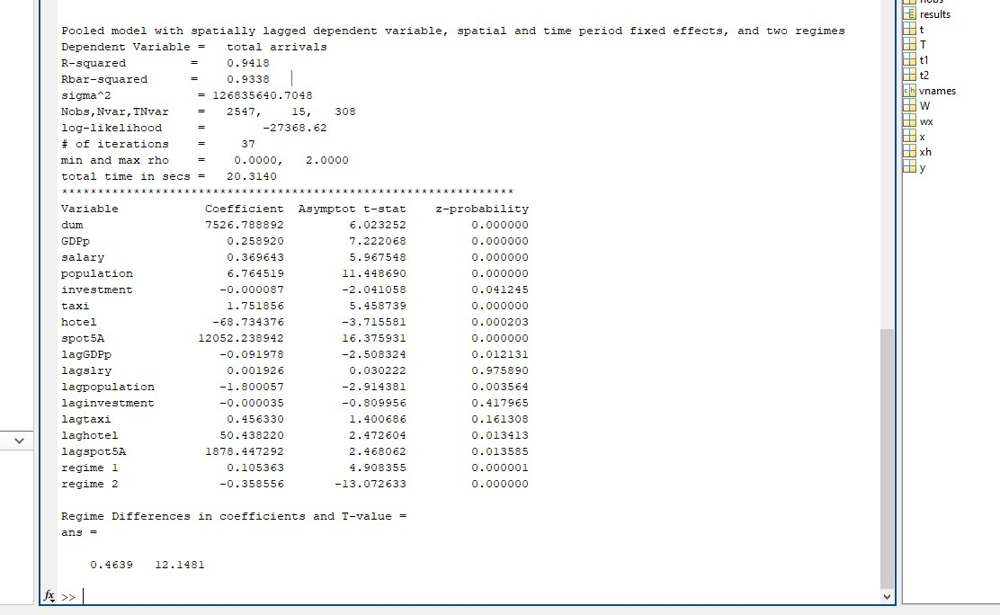 Pooled model with spatially lagged dependent variable, spatial and time period fixed effects, and two regimes
Dependent Variable =   total arrivals
R-squared         =    0.9418
Rbar-squared      =    0.9338
sigma^2            = 126835640.7048
Nobs,Nvar,TNvar    =   2547,    15,   308
log-likelihood     =        -27368.62
# of iterations    =     37
min and max rho    =    0.0000,   2.0000
total time in secs =   20.3140
***************************************************************
Variable            Coefficient  Asymptot t-stat    z-probability
dum                 7526.788892         6.023252         0.000000
GDPp                   0.258920         7.222068         0.000000
salary                 0.369643         5.967548         0.000000
population             6.764519        11.448690         0.000000
investment            -0.000087        -2.041058         0.041245
taxi                   1.751856         5.458739         0.000000
hotel                -68.734376        -3.715581         0.000203
spot5A             12052.238942        16.375931         0.000000
lagGDPp               -0.091978        -2.508324         0.012131
lagslry                0.001926         0.030222         0.975890
lagpopulation         -1.800057        -2.914381         0.003564
laginvestment         -0.000035        -0.809956         0.417965
lagtaxi                0.456330         1.400686         0.161308
laghotel              50.438220         2.472604         0.013413
lagspot5A           1878.447292         2.468062         0.013585
regime 1               0.105363         4.908355         0.000001
regime 2              -0.358556       -13.072633         0.000000
Regime Differences in coefficients and T-value =
ans =
0.4639   12.1481
fx >>
results
t
T
t1
t2
ch vnames
W
wx
x
xh
y